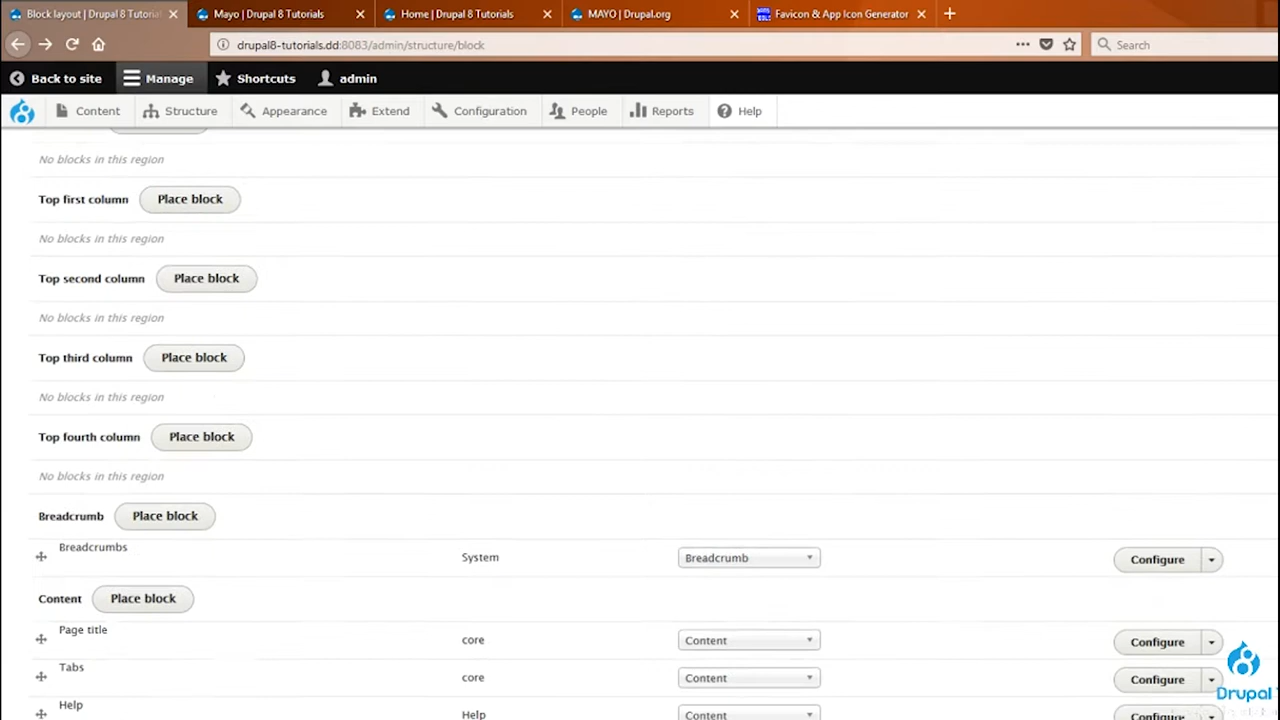 Block layout | Drupal 8 Tutorial
Mayo | Drupal 8 Tutorials
Home | Drupal 8 Tutorials
MAYO | Drupal.org
Favicon & App Icon Generator
drupal8-tutorials.dd:8083/admin/structure/block
Search
Back to site
Manage
Shortcuts
admin
Content
Structure
Appearance
Extend
Configuration
People
Reports
Help
No blocks in this region
Top first column
Place block
No blocks in this region
Top second column
Place block
No blocks in this region
Top third column
Place block
No blocks in this region
Top fourth column
Place block
No blocks in this region
Breadcrumb
Place block
Breadcrumbs
System
Breadcrumb
Configure
Content
Place block
Page title
core
Content
Configure
Tabs
core
Content
Configure
Drupal
Help
Help
Content
Configure